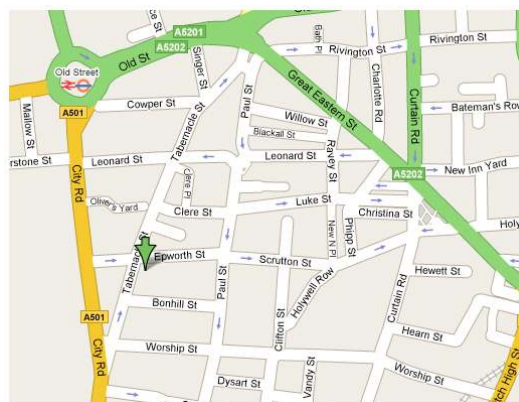 A5201
A5202
Old St
Old St
Rivington St
Rivington St
Old Street
Singer St
Bath Pl
Charlotte Rd
Great Eastern St
Curtain Rd
Cowper St
Tabernacle St
Paul St
Willow St
Bateman's Row
Mallow St
A501
Blackall St
Ravey St
Leonard St
Leonard St
New Inn Yard
A5202
City Rd
Clere Pl
Luke St
Christina St
Clere St
Phipp St
New N Pl
Tabernacle St
Epworth St
Scrutton St
Paul St
Holywell Row
Hewett St
Curtain Rd
Bonhill St
Clifton St
A501
Tabernacle St
Hearn St
City Rd
Worship St
Worship St
Vandy St
Dysart St